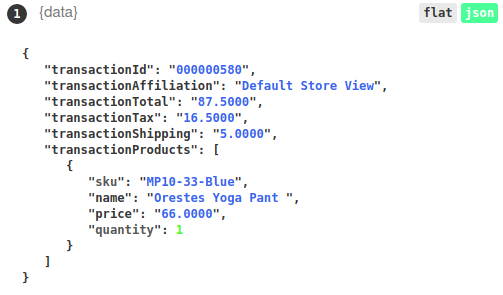 1 {data} flat json
{
"transactionId": "000000580",
"transactionAffiliation": "Default Store View",
"transactionTotal": "87.5000",
"transactionTax": "16.5000",
"transactionShipping": "5.0000",
"transactionProducts": [
{
"sku": "MP10-33-Blue",
"name": "Orestes Yoga Pant ",
"price": "66.0000",
"quantity": 1
}
]
}